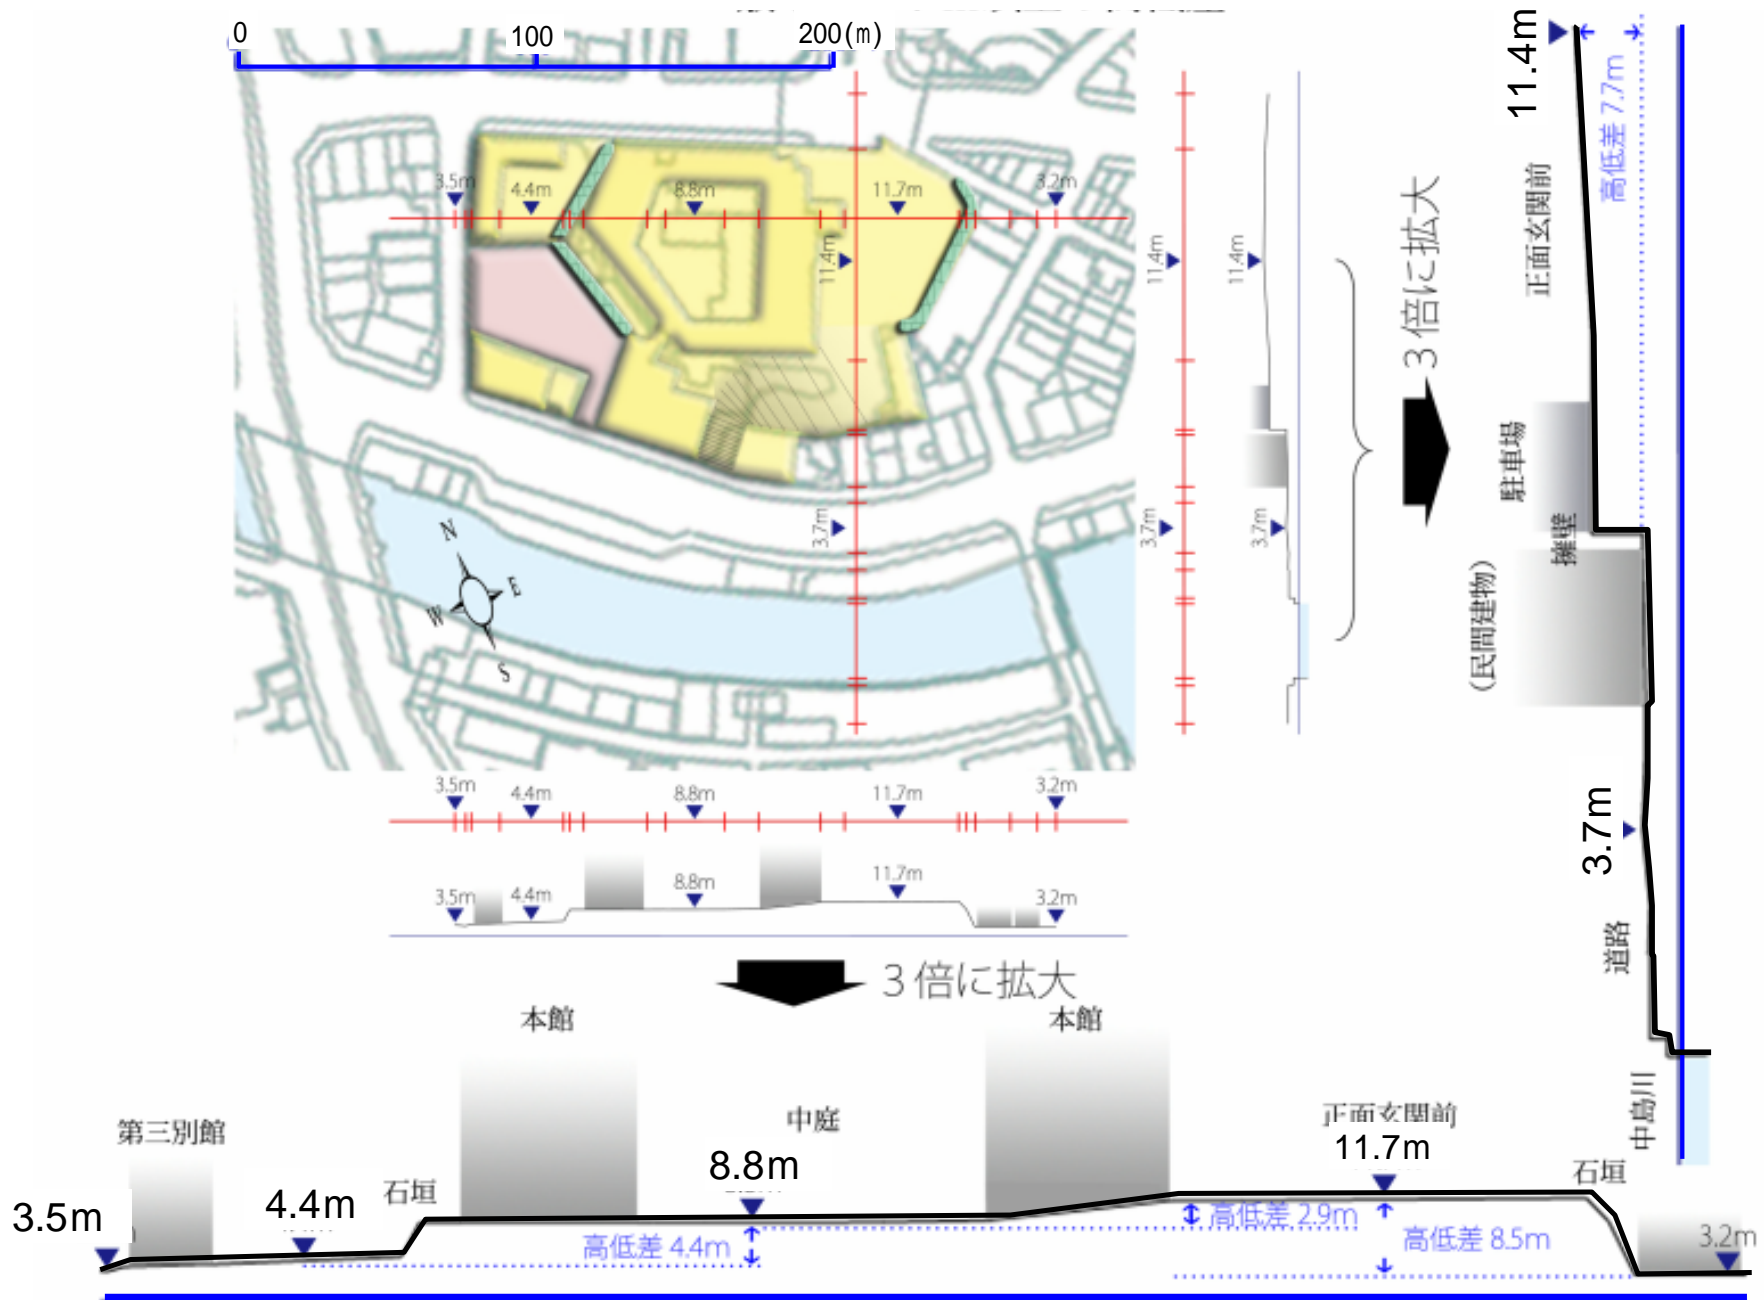 0
100
200(m)
3.5m
4.4m
8.8m
11.7m
3.2m
11.4m
3.7m
N
E
W
S
11.4m
3.7m
11.4m
3.7m
3倍に拡大
11.4m
高低差 7.7m
正面玄関前
駐車場
擁壁
(民間建物)
3.7m
道路
中島川
3.5m
4.4m
8.8m
11.7m
3.2m
3.5m
4.4m
8.8m
11.7m
3.2m
3倍に拡大
本館
本館
第三別館
中庭
正面玄関前
11.7m
石垣
石垣
8.8m
4.4m
3.5m
高低差 4.4m
高低差 2.9m
高低差 8.5m
3.2m